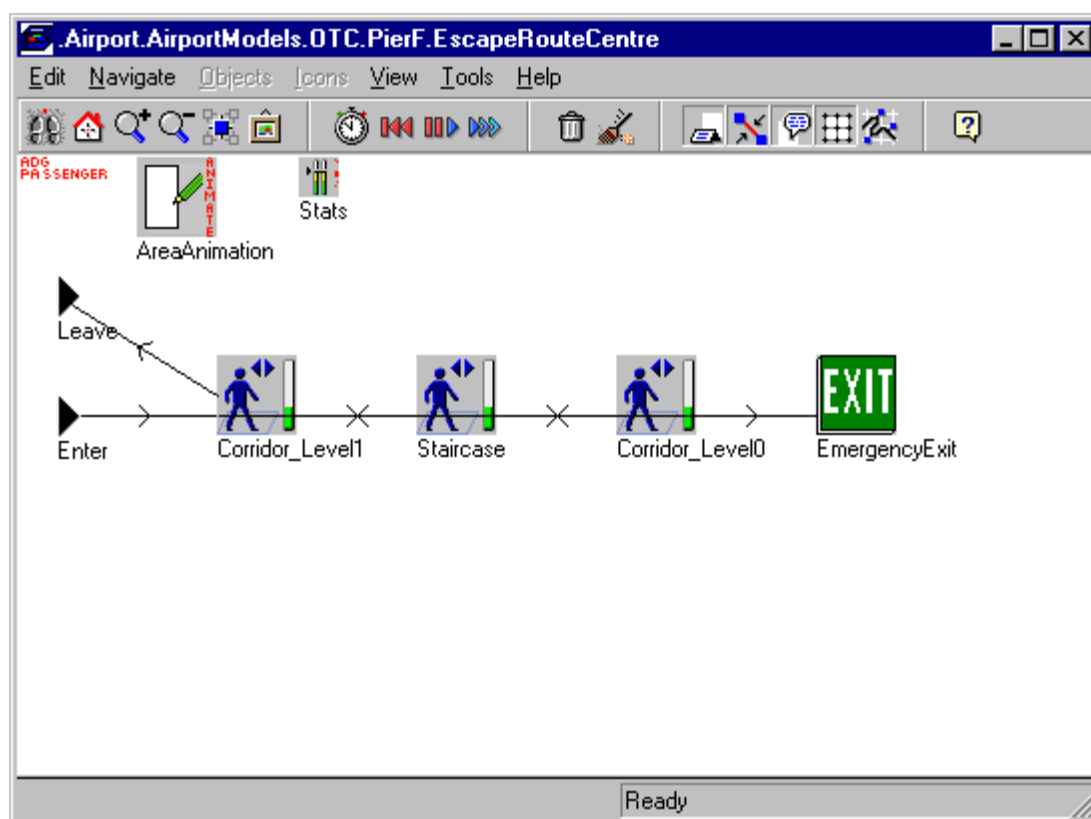 .Airport.AirportModels.OTC.PierF.EscapeRouteCentre
Edit Navigate Objects Icons View Tools Help
ADG
PASSENGER
ANIMATE
AreaAnimation
Stats
Leave
Enter
Corridor_Level1
Staircase
Corridor_Level0
EXIT
EmergencyExit
Ready